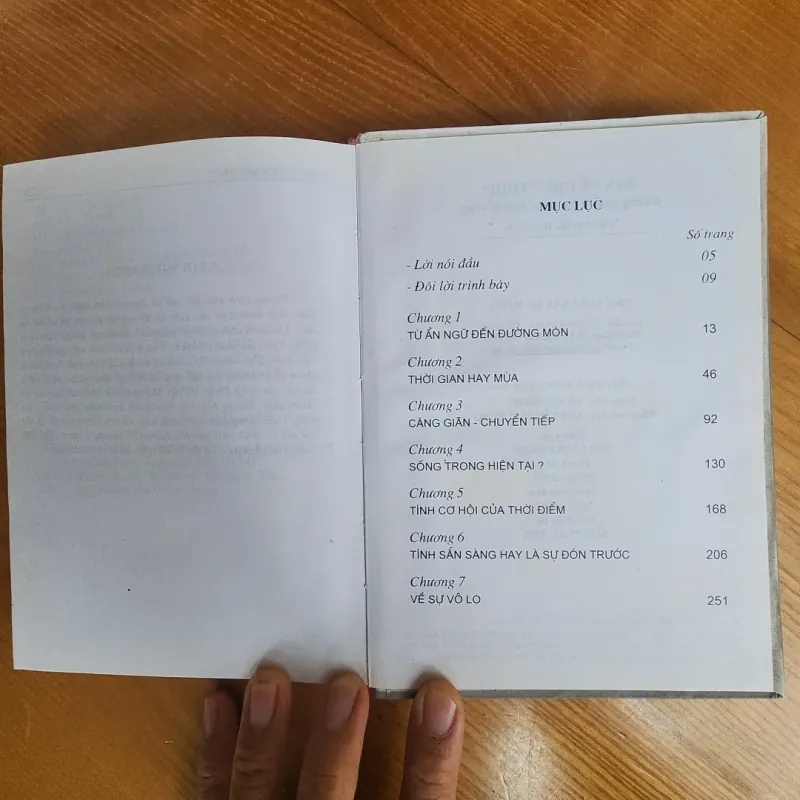 MỤC LỤC
Số trang
- Lời nói đầu 05
- Đôi lời trình bày 09
Chương 1
TỪ ẨN NGỮ ĐẾN ĐƯỜNG MÒN 13
Chương 2
THỜI GIAN HAY MÙA 46
Chương 3
CĂNG GIÃN - CHUYỂN TIẾP 92
Chương 4
SỐNG TRONG HIỆN TẠI ? 130
Chương 5
TÍNH CƠ HỘI CỦA THỜI ĐIỂM 168
Chương 6
TÍNH SẴN SÀNG HAY LÀ SỰ ĐÓN TRƯỚC 206
Chương 7
VỀ SỰ VÔ LO 251